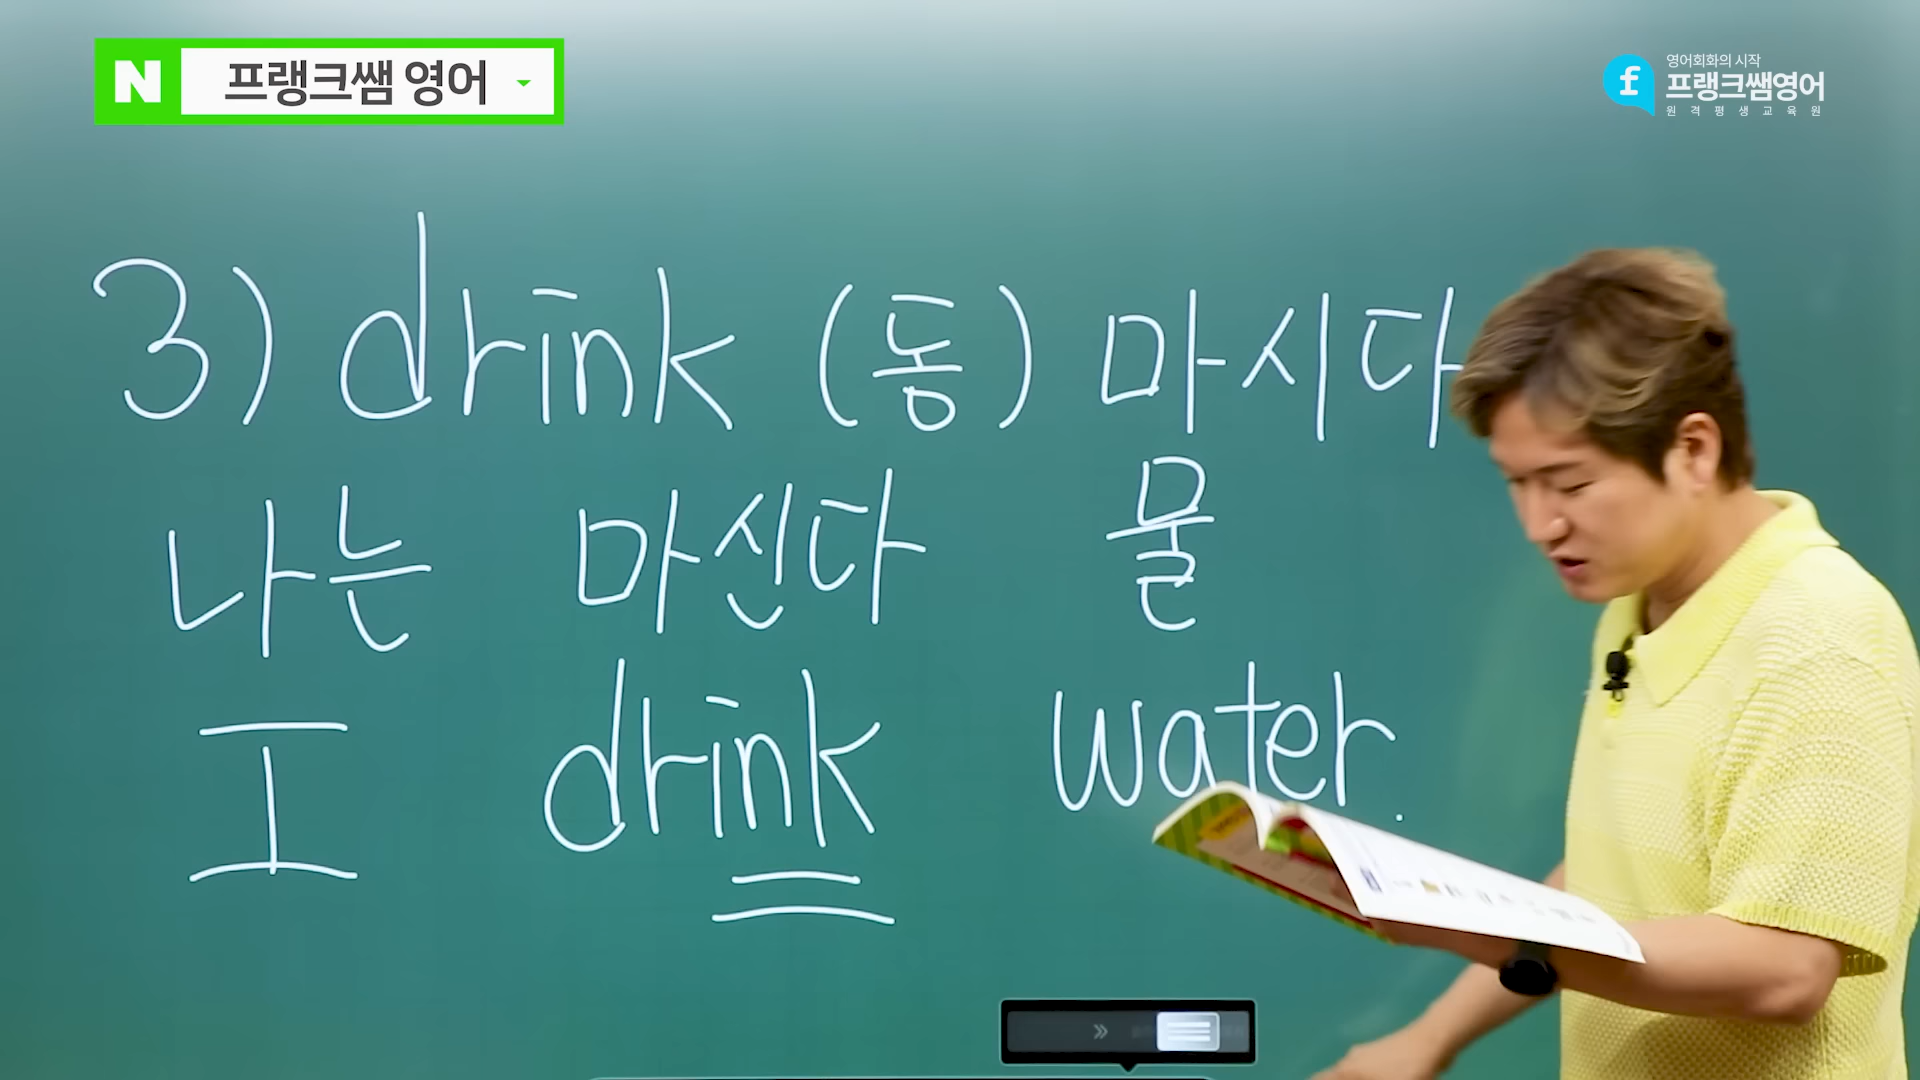 N 프랭크쌤 영어
영어회화의 시작
프랭크쌤영어
원격평생교육원
3) drink (동) 마시다
나는 마신다 물
I drink water.